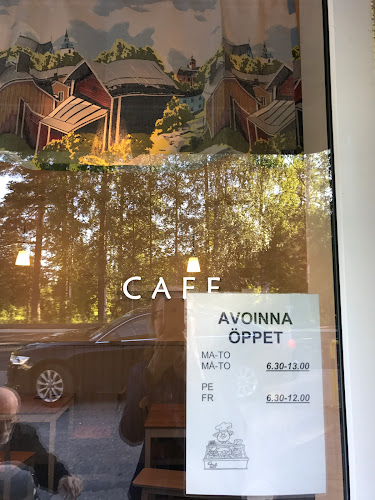 CAFE
AVOINNA
ÖPPET
MA-TO
MÅ-TO 6.30-13.00
PE
FR 6.30-12.00